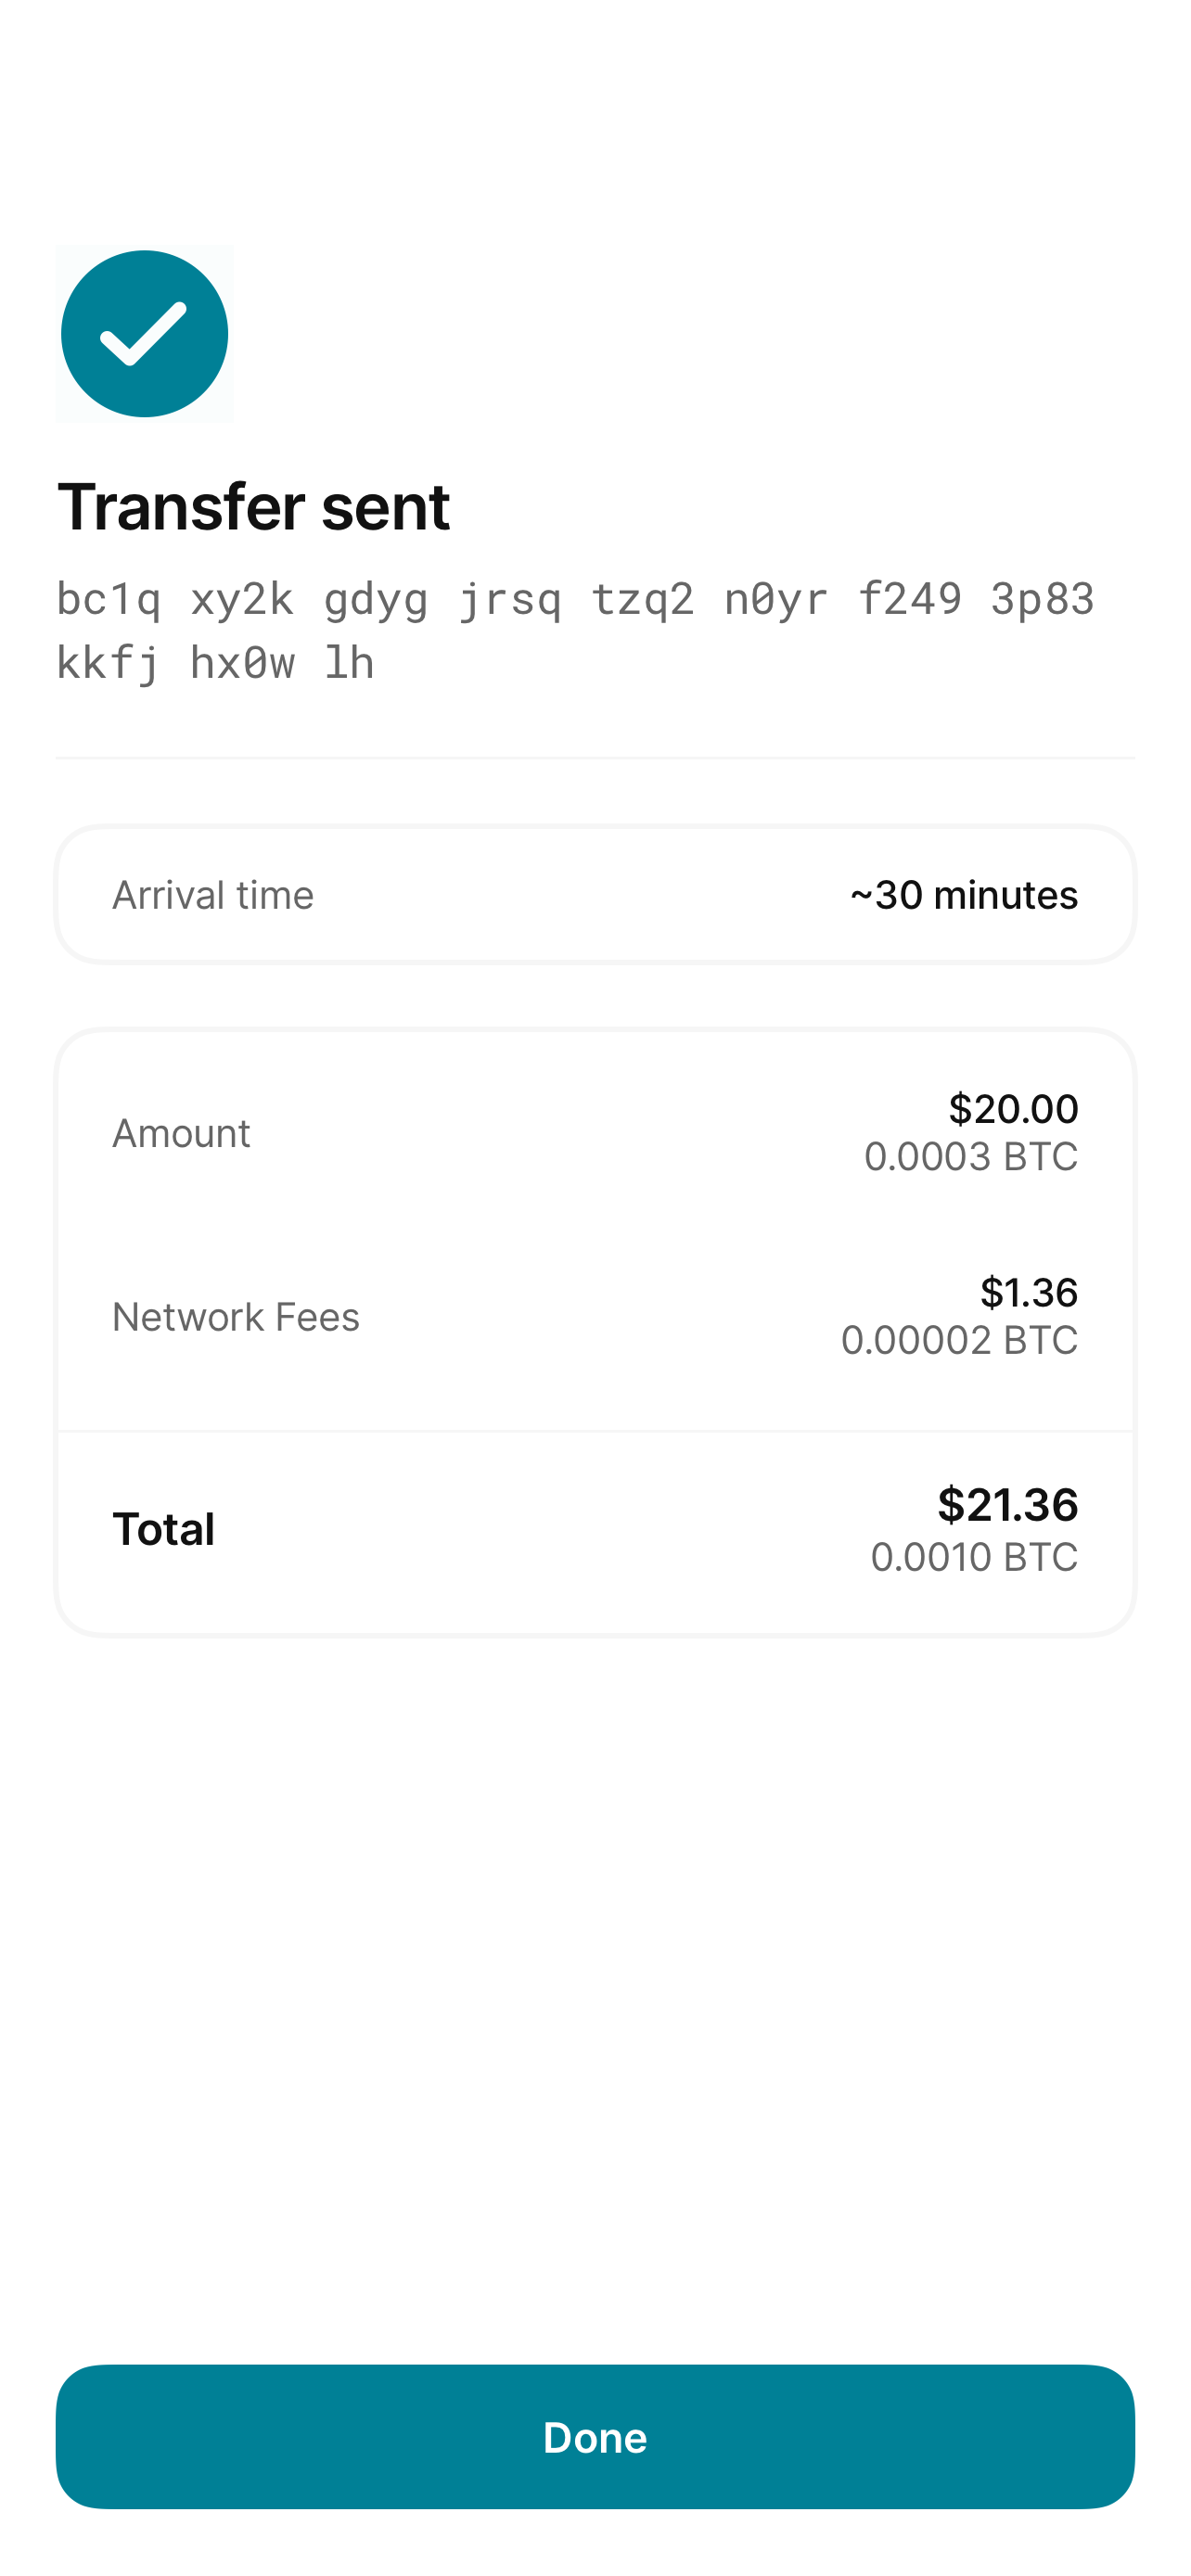 Transfer sent
bc1q xy2k gdyg jrsq tzq2 n0yr f249 3p83
kkfj hx0w lh
Arrival time
~30 minutes
Amount
$20.00
0.0003 BTC
Network Fees
$1.36
0.00002 BTC
Total
$21.36
0.0010 BTC
Done